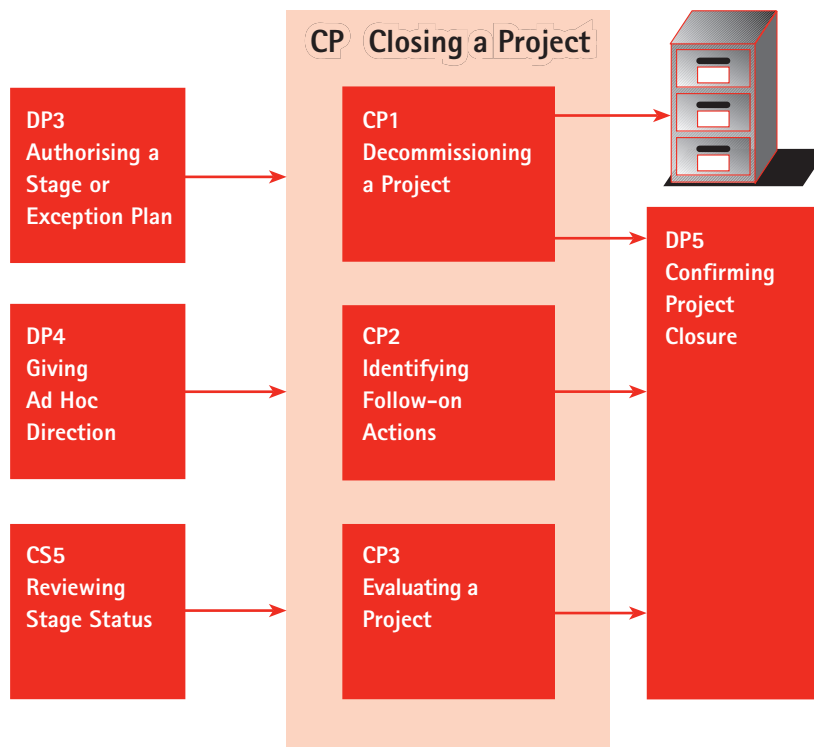 CP Closing a Project
DP3
Authorising a
Stage or
Exception Plan
CP1
Decommissioning
a Project
DP5
Confirming
Project
Closure
DP4
Giving
Ad Hoc
Direction
CP2
Identifying
Follow-on
Actions
CS5
Reviewing
Stage Status
CP3
Evaluating a
Project